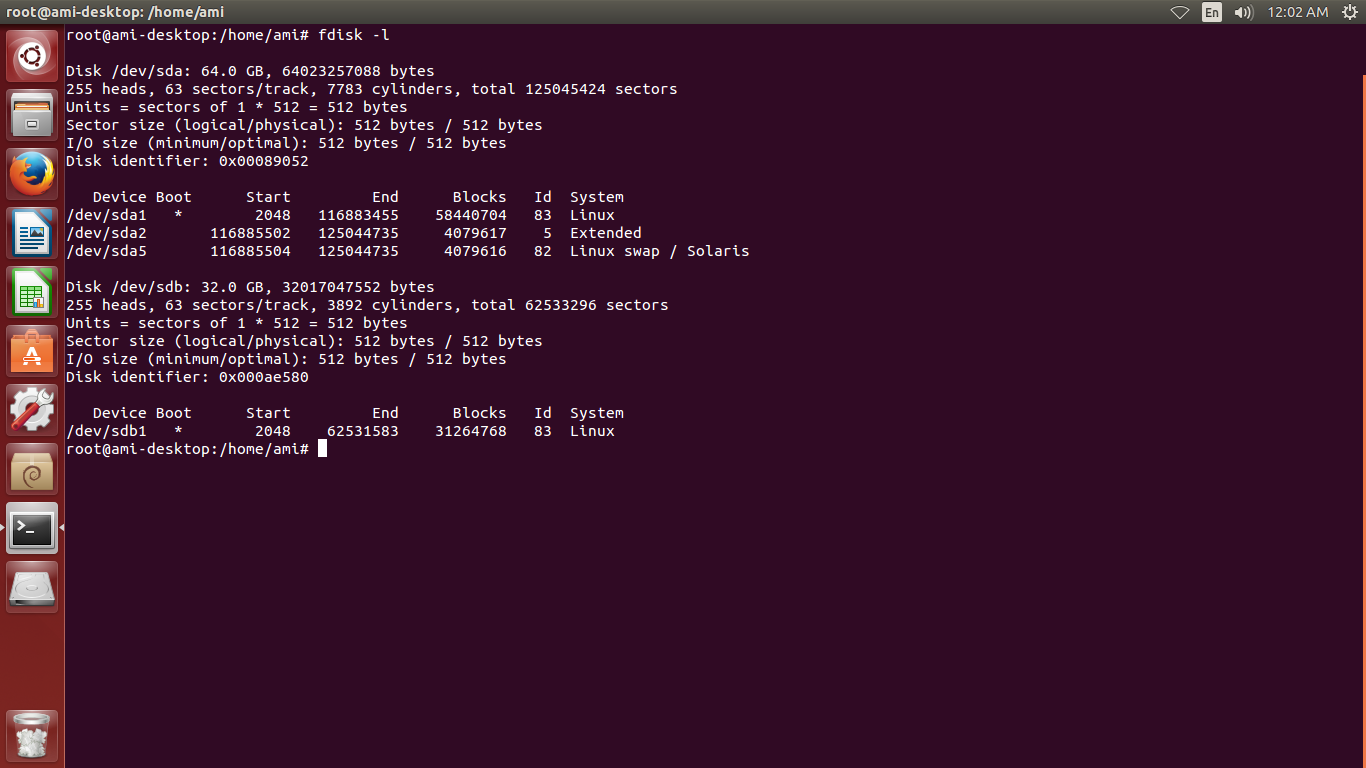 root@ami-desktop: /home/ami
En
12:02 AM
root@ami-desktop:/home/ami# fdisk -l
Disk /dev/sda: 64.0 GB, 64023257088 bytes
255 heads, 63 sectors/track, 7783 cylinders, total 125045424 sectors
Units = sectors of 1 * 512 = 512 bytes
Sector size (logical/physical): 512 bytes / 512 bytes
I/O size (minimum/optimal): 512 bytes / 512 bytes
Disk identifier: 0x00089052
   Device Boot      Start         End      Blocks   Id  System
/dev/sda1   *        2048   116883455    58440704   83  Linux
/dev/sda2       116885502   125044735     4079617    5  Extended
/dev/sda5       116885504   125044735     4079616   82  Linux swap / Solaris
Disk /dev/sdb: 32.0 GB, 32017047552 bytes
255 heads, 63 sectors/track, 3892 cylinders, total 62533296 sectors
Units = sectors of 1 * 512 = 512 bytes
Sector size (logical/physical): 512 bytes / 512 bytes
I/O size (minimum/optimal): 512 bytes / 512 bytes
Disk identifier: 0x000ae580
   Device Boot      Start         End      Blocks   Id  System
/dev/sdb1   *        2048    62531583    31264768   83  Linux
root@ami-desktop:/home/ami#